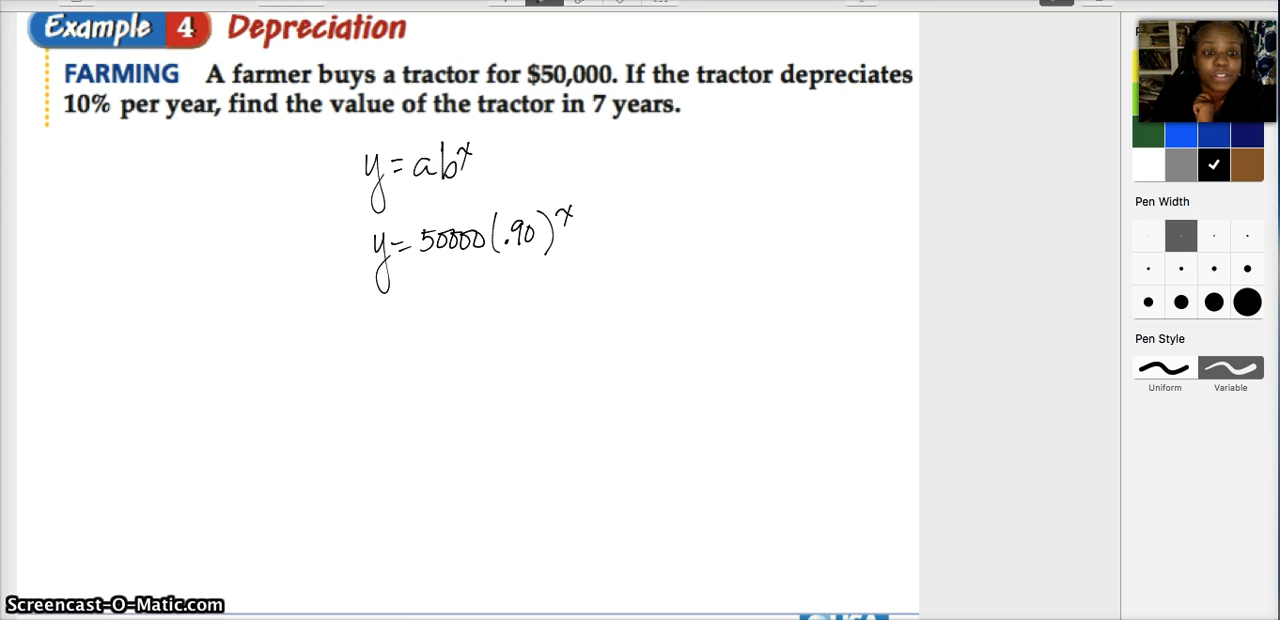 Example 4 Depreciation
FARMING A farmer buys a tractor for $50,000. If the tractor depreciates
10% per year, find the value of the tractor in 7 years.
y = ab^x
y = 50000(.90)^x
Pen Width
Pen Style
Uniform Variable
Screencast-O-Matic.com